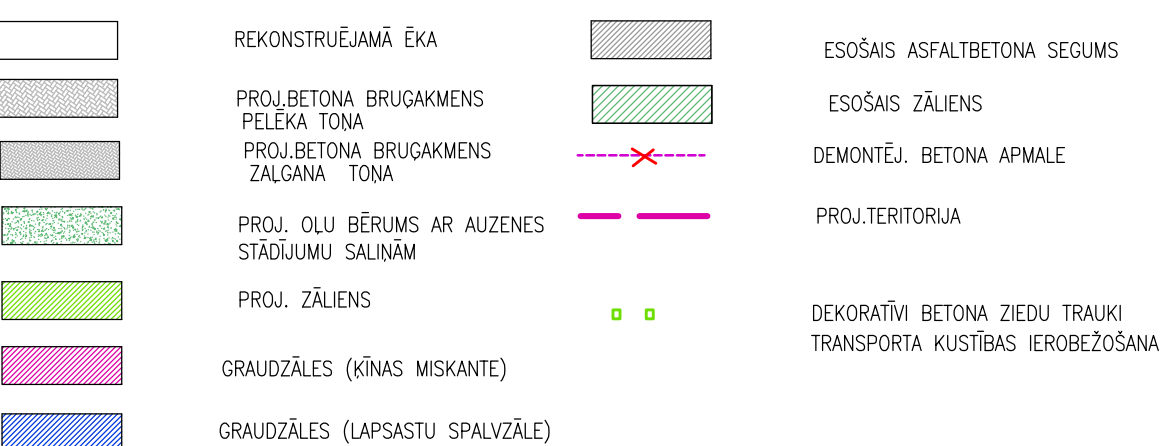 REKONSTRUĒJAMĀ ĒKA
PROJ.BETONA BRUĢAKMENS
PELĒKA TOŅA
PROJ.BETONA BRUĢAKMENS
ZAĻGANA TOŅA
PROJ. OĻU BĒRUMS AR AUZENES
STĀDĪJUMU SALIŅĀM
PROJ. ZĀLIENS
GRAUDZĀLES (ĶĪNAS MISKANTE)
GRAUDZĀLES (LAPSASTU SPALVZĀLE)
ESOŠAIS ASFALTBETONA SEGUMS
ESOŠAIS ZĀLIENS
DEMONTĒJ. BETONA APMALE
PROJ.TERITORIJA
DEKORATĪVI BETONA ZIEDU TRAUKI
TRANSPORTA KUSTĪBAS IEROBEŽOŠANA